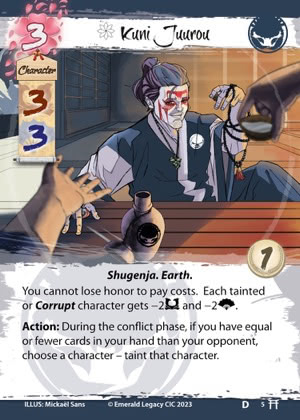 3
Kuni Juurou
Character
3
3
1
Shugenja. Earth.
You cannot lose honor to pay costs. Each tainted
or Corrupt character gets –2 and –2.
Action: During the conflict phase, if you have equal
or fewer cards in your hand than your opponent,
choose a character – taint that character.
ILLUS: Mickaël Sans © Emerald Legacy CIC 2023 D 5